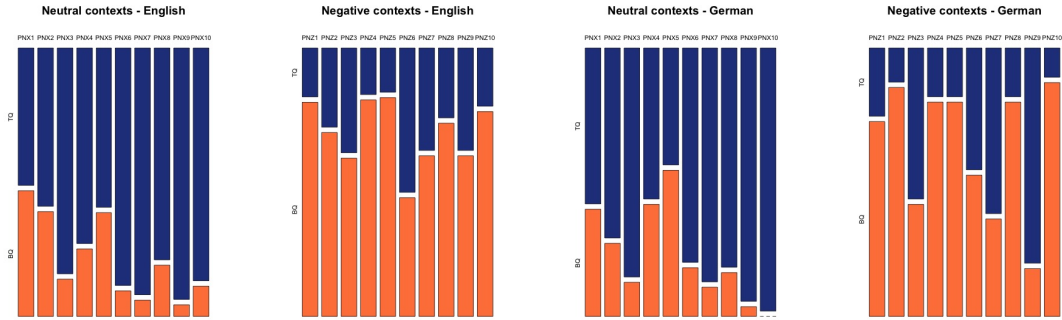 Neutral contexts - English
PNX1 PNX2 PNX3 PNX4 PNX5 PNX6 PNX7 PNX8 PNX9 PNX10
TQ
BQ
Negative contexts - English
PNZ1 PNZ2 PNZ3 PNZ4 PNZ5 PNZ6 PNZ7 PNZ8 PNZ9 PNZ10
TQ
BQ
Neutral contexts - German
PNX1 PNX2 PNX3 PNX4 PNX5 PNX6 PNX7 PNX8 PNX9 PNX10
TQ
BQ
Negative contexts - German
PNZ1 PNZ2 PNZ3 PNZ4 PNZ5 PNZ6 PNZ7 PNZ8 PNZ9 PNZ10
TQ
BQ